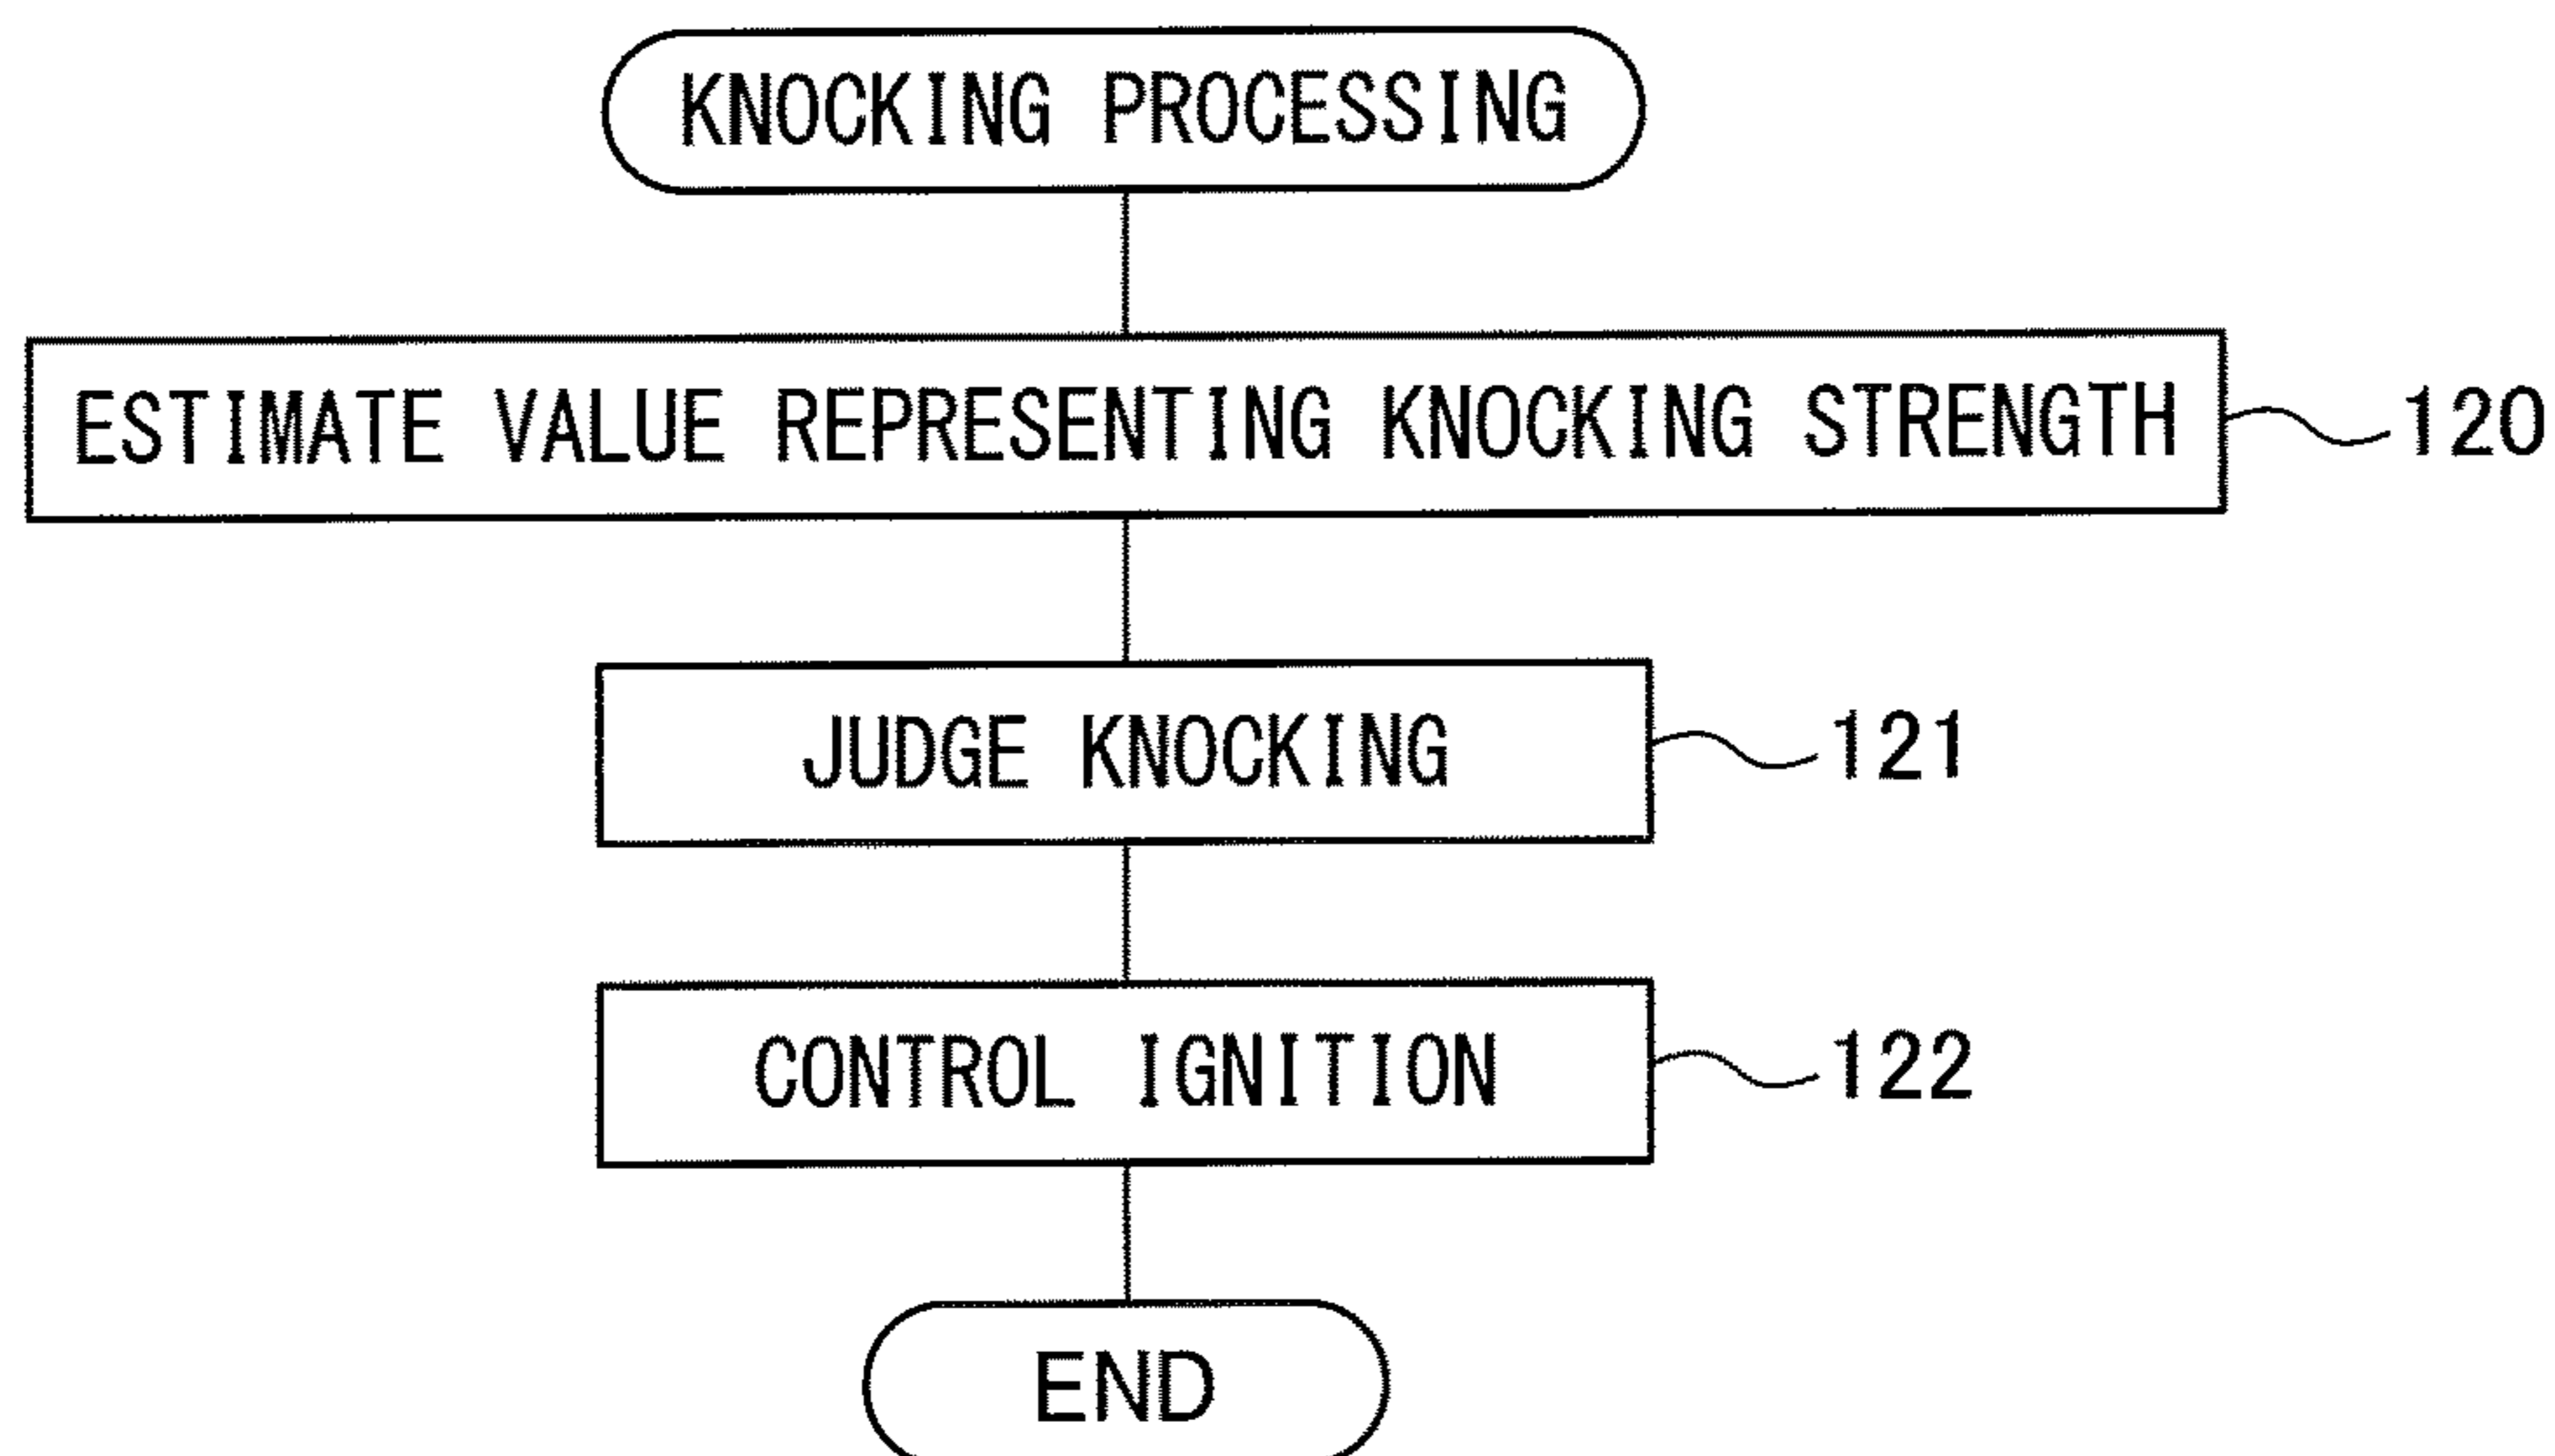 KNOCKING PROCESSING
ESTIMATE VALUE REPRESENTING KNOCKING STRENGTH
120
JUDGE KNOCKING
121
CONTROL IGNITION
122
END